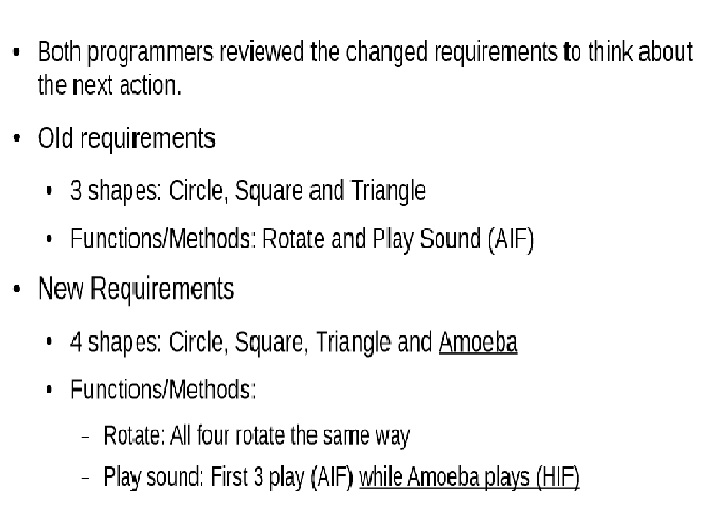 • Both programmers reviewed the changed requirements to think about
the next action.
• Old requirements
• 3 shapes: Circle, Square and Triangle
• Functions/Methods: Rotate and Play Sound (AIF)
• New Requirements
• 4 shapes: Circle, Square, Triangle and Amoeba
• Functions/Methods:
– Rotate: All four rotate the same way
– Play sound: First 3 play (AIF) while Amoeba plays (HIF)